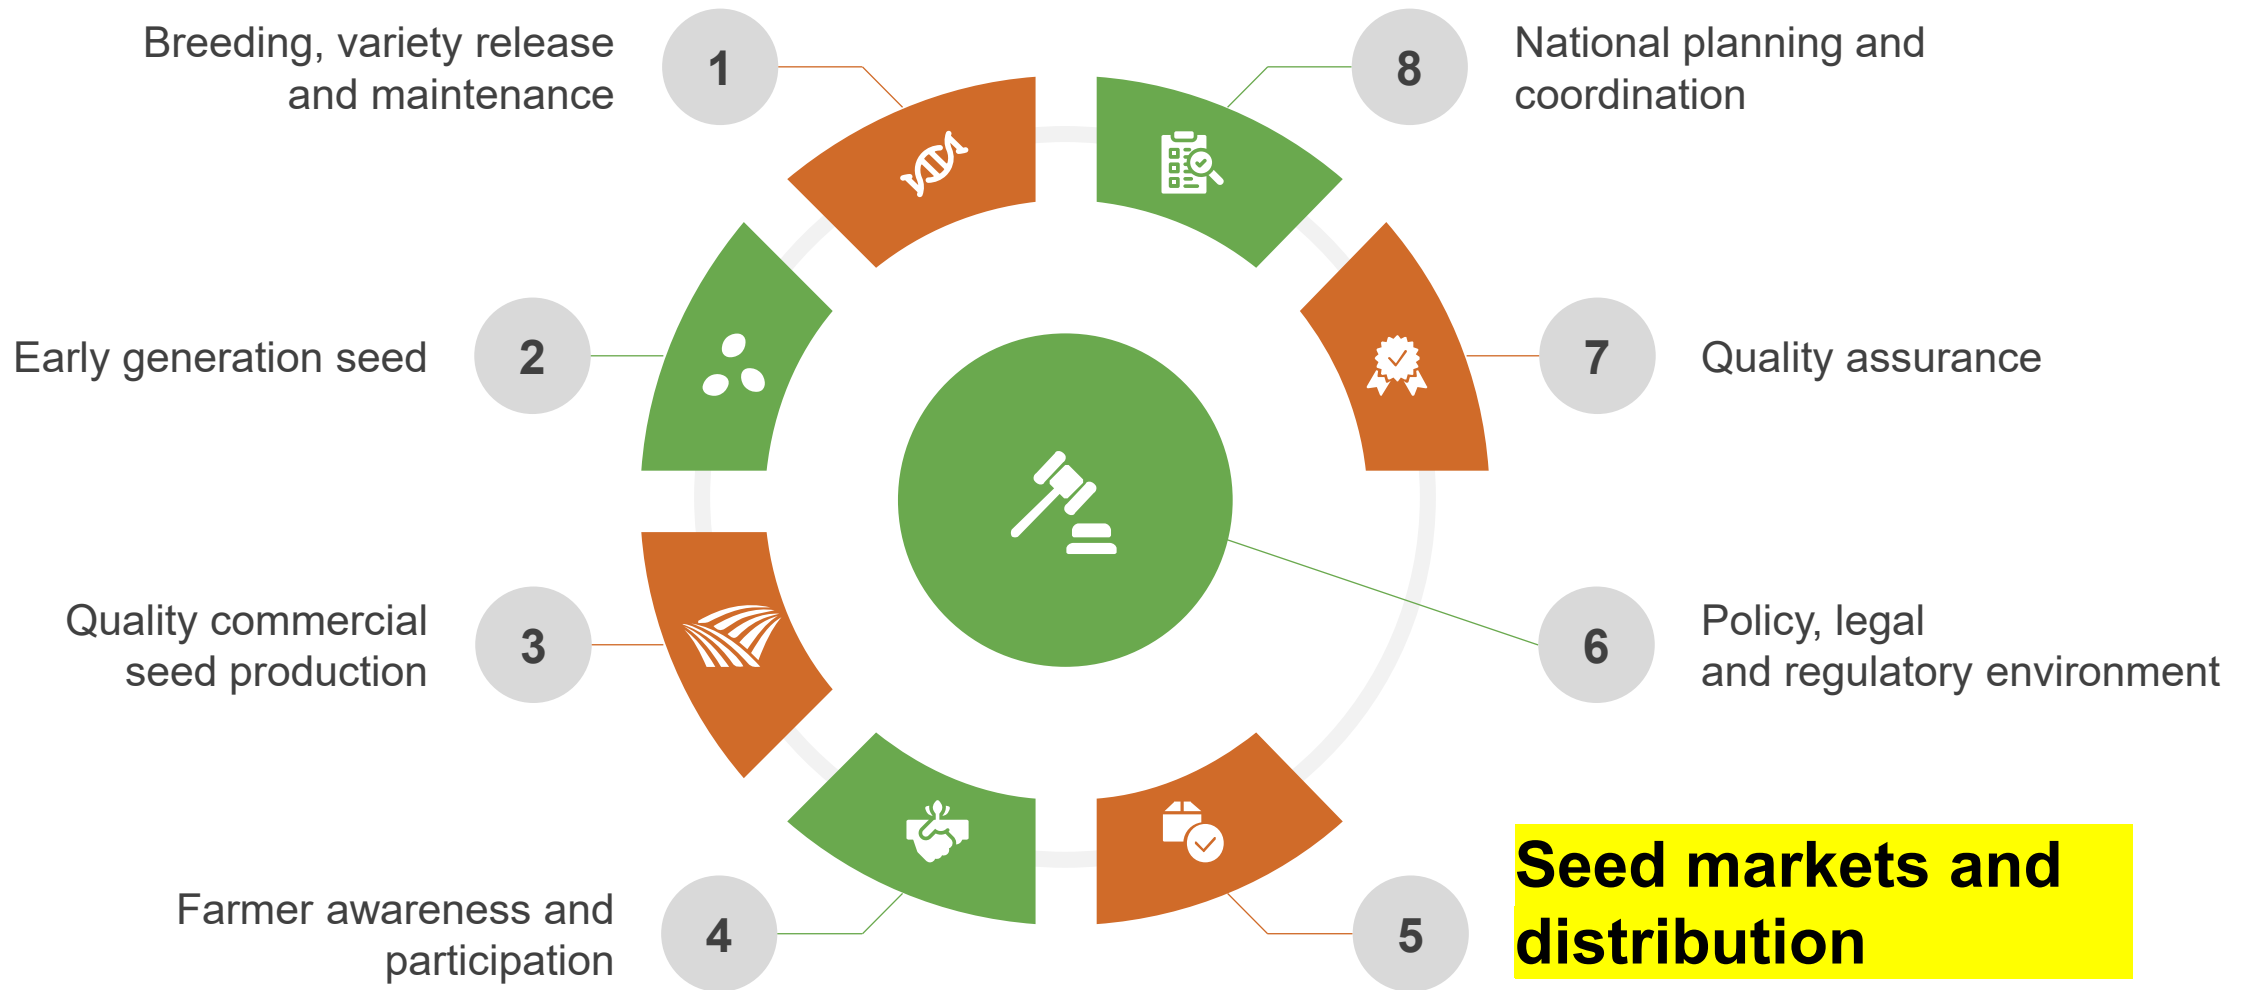 Breeding, variety release
and maintenance
1
8
National planning and
coordination
Early generation seed
2
7
Quality assurance
Quality commercial
seed production
3
6
Policy, legal
and regulatory environment
Farmer awareness and
participation
4
5
Seed markets and
distribution